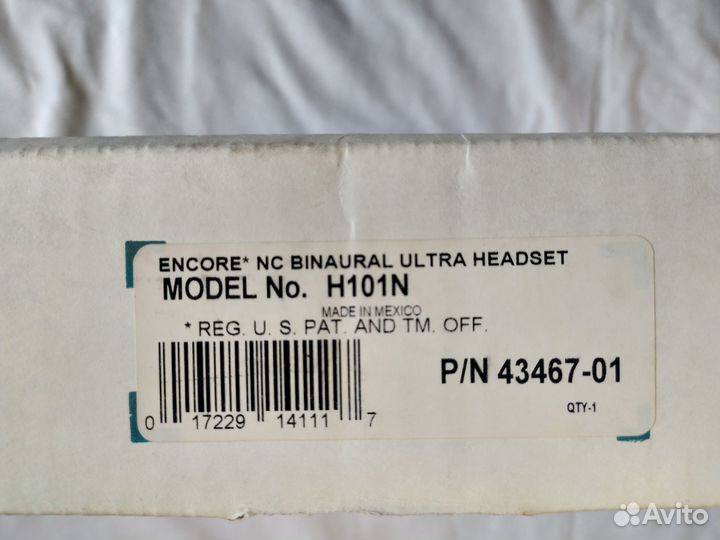 ENCORE* NC BINAURAL ULTRA HEADSET
MODEL No. H101N
MADE IN MEXICO
* REG. U. S. PAT. AND TM. OFF.
P/N 43467-01
0 17229 14111 7
QTY-1
Avito